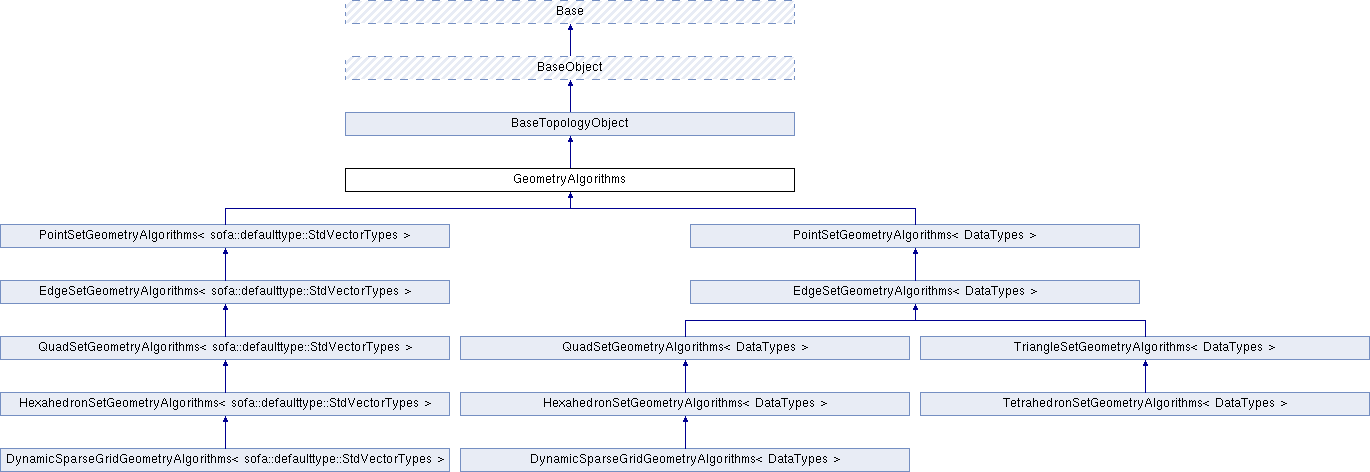 Base
BaseObject
BaseTopologyObject
GeometryAlgorithms
PointSetGeometryAlgorithms< sofa::defaulttype::StdVectorTypes >
PointSetGeometryAlgorithms< DataTypes >
EdgeSetGeometryAlgorithms< sofa::defaulttype::StdVectorTypes >
EdgeSetGeometryAlgorithms< DataTypes >
QuadSetGeometryAlgorithms< sofa::defaulttype::StdVectorTypes >
QuadSetGeometryAlgorithms< DataTypes >
TriangleSetGeometryAlgorithms< DataTypes >
HexahedronSetGeometryAlgorithms< sofa::defaulttype::StdVectorTypes >
HexahedronSetGeometryAlgorithms< DataTypes >
TetrahedronSetGeometryAlgorithms< DataTypes >
DynamicSparseGridGeometryAlgorithms< sofa::defaulttype::StdVectorTypes >
DynamicSparseGridGeometryAlgorithms< DataTypes >